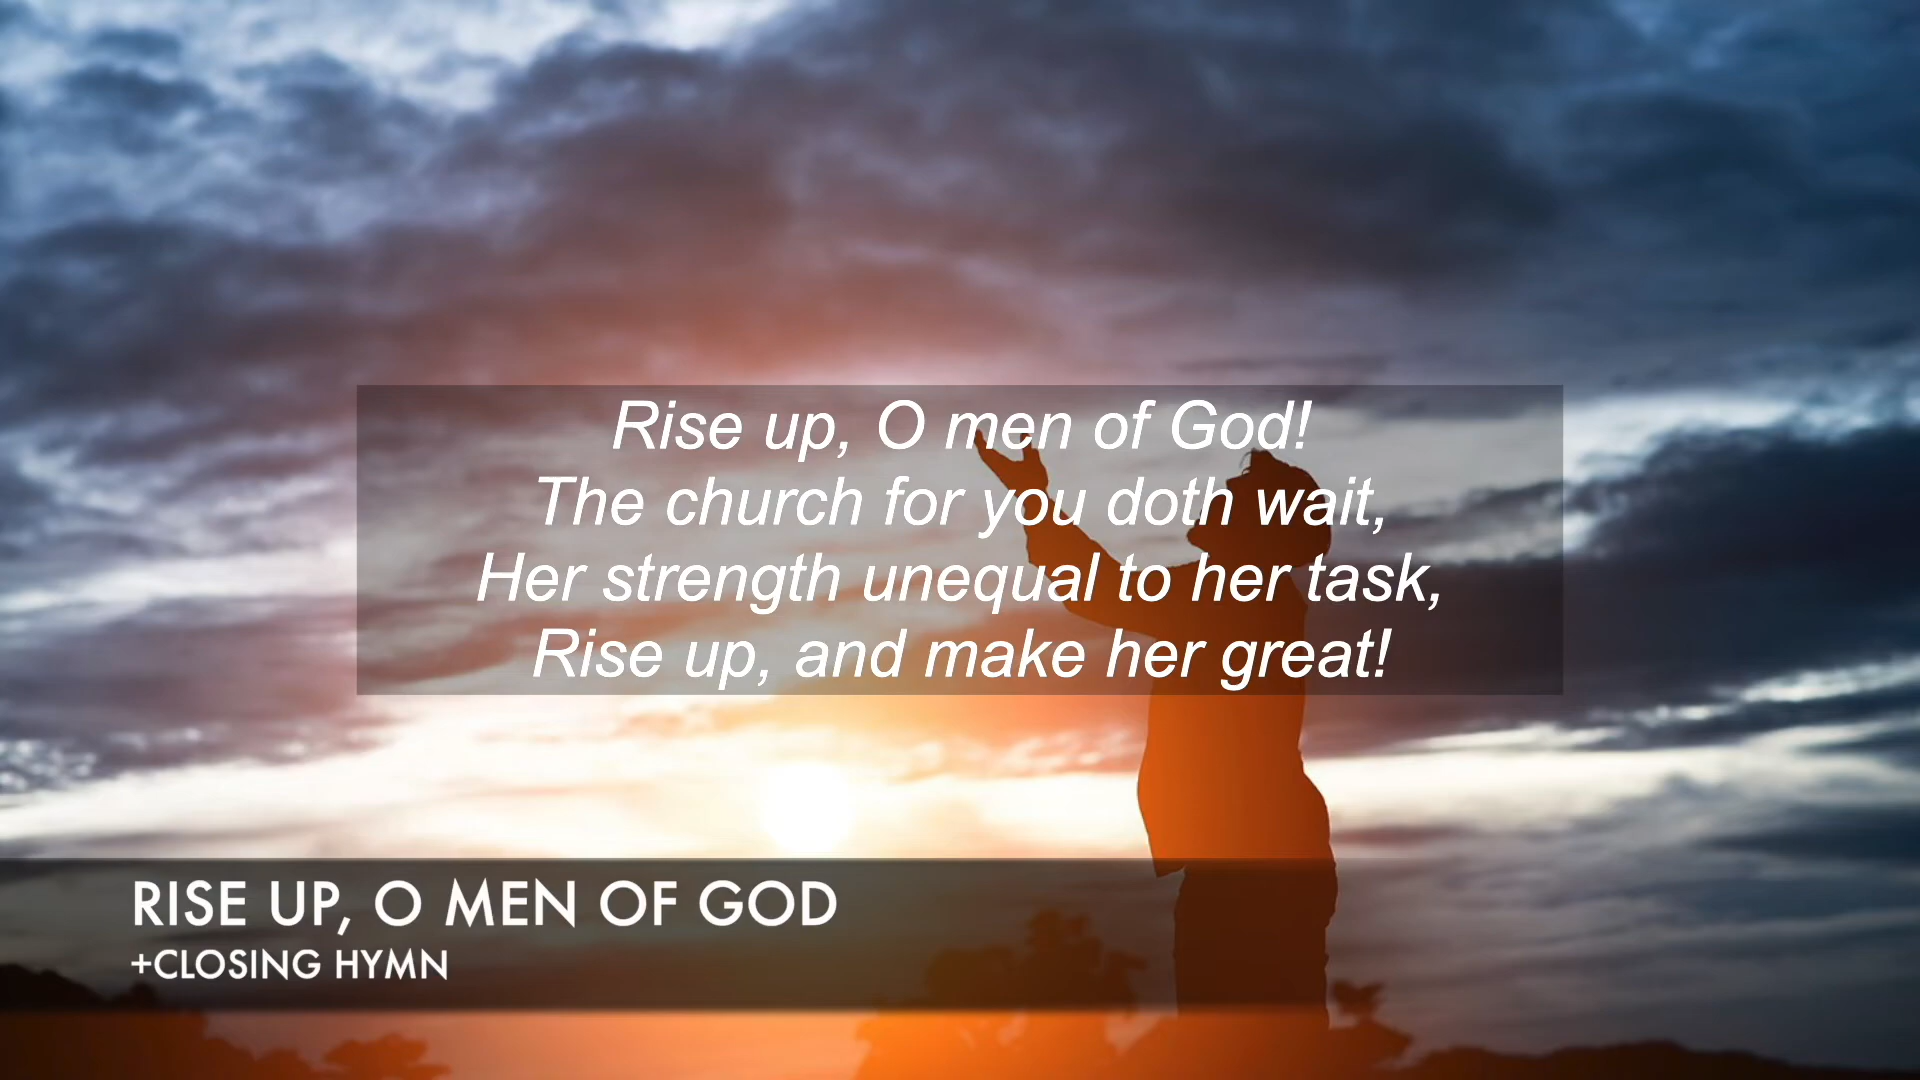 Rise up, O men of God!
The church for you doth wait,
Her strength unequal to her task,
Rise up, and make her great!
RISE UP, O MEN OF GOD
+CLOSING HYMN